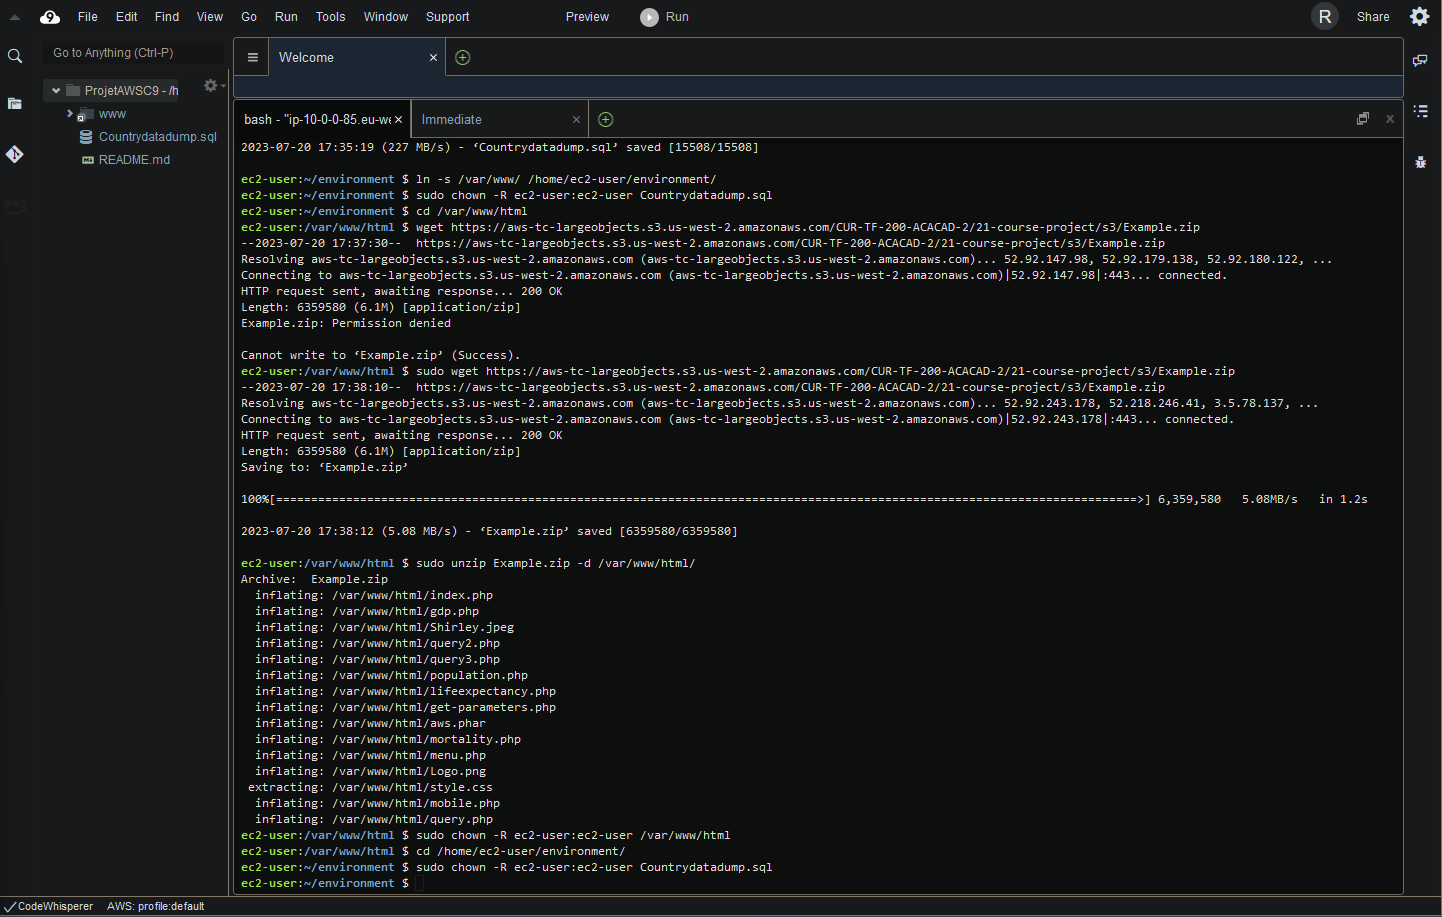 File Edit Find View Go Run Tools Window Support Preview Run R Share
Go to Anything (Ctrl-P)
Welcome
ProjetAWSC9 - /h
www
Countrydatadump.sql
README.md
aws
bash - "ip-10-0-0-85.eu-we
Immediate
2023-07-20 17:35:19 (227 MB/s) - ‘Countrydatadump.sql’ saved [15508/15508]
ec2-user:~/environment $ ln -s /var/www/ /home/ec2-user/environment/
ec2-user:~/environment $ sudo chown -R ec2-user:ec2-user Countrydatadump.sql
ec2-user:~/environment $ cd /var/www/html
ec2-user:/var/www/html $ wget https://aws-tc-largeobjects.s3.us-west-2.amazonaws.com/CUR-TF-200-ACACAD-2/21-course-project/s3/Example.zip
--2023-07-20 17:37:30-- https://aws-tc-largeobjects.s3.us-west-2.amazonaws.com/CUR-TF-200-ACACAD-2/21-course-project/s3/Example.zip
Resolving aws-tc-largeobjects.s3.us-west-2.amazonaws.com (aws-tc-largeobjects.s3.us-west-2.amazonaws.com)... 52.92.147.98, 52.92.179.138, 52.92.180.122, ...
Connecting to aws-tc-largeobjects.s3.us-west-2.amazonaws.com (aws-tc-largeobjects.s3.us-west-2.amazonaws.com)|52.92.147.98|:443... connected.
HTTP request sent, awaiting response... 200 OK
Length: 6359580 (6.1M) [application/zip]
Example.zip: Permission denied
Cannot write to ‘Example.zip’ (Success).
ec2-user:/var/www/html $ sudo wget https://aws-tc-largeobjects.s3.us-west-2.amazonaws.com/CUR-TF-200-ACACAD-2/21-course-project/s3/Example.zip
--2023-07-20 17:38:10-- https://aws-tc-largeobjects.s3.us-west-2.amazonaws.com/CUR-TF-200-ACACAD-2/21-course-project/s3/Example.zip
Resolving aws-tc-largeobjects.s3.us-west-2.amazonaws.com (aws-tc-largeobjects.s3.us-west-2.amazonaws.com)... 52.92.243.178, 52.218.246.41, 3.5.78.137, ...
Connecting to aws-tc-largeobjects.s3.us-west-2.amazonaws.com (aws-tc-largeobjects.s3.us-west-2.amazonaws.com)|52.92.243.178|:443... connected.
HTTP request sent, awaiting response... 200 OK
Length: 6359580 (6.1M) [application/zip]
Saving to: ‘Example.zip’
100%[===========================================================================================================================>] 6,359,580 5.08MB/s in 1.2s
2023-07-20 17:38:12 (5.08 MB/s) - ‘Example.zip’ saved [6359580/6359580]
ec2-user:/var/www/html $ sudo unzip Example.zip -d /var/www/html/
Archive: Example.zip
inflating: /var/www/html/index.php
inflating: /var/www/html/gdp.php
inflating: /var/www/html/Shirley.jpeg
inflating: /var/www/html/query2.php
inflating: /var/www/html/query3.php
inflating: /var/www/html/population.php
inflating: /var/www/html/lifeexpectancy.php
inflating: /var/www/html/get-parameters.php
inflating: /var/www/html/aws.phar
inflating: /var/www/html/mortality.php
inflating: /var/www/html/menu.php
inflating: /var/www/html/Logo.png
extracting: /var/www/html/style.css
inflating: /var/www/html/mobile.php
inflating: /var/www/html/query.php
ec2-user:/var/www/html $ sudo chown -R ec2-user:ec2-user /var/www/html
ec2-user:/var/www/html $ cd /home/ec2-user/environment/
ec2-user:~/environment $ sudo chown -R ec2-user:ec2-user Countrydatadump.sql
ec2-user:~/environment $
CodeWhisperer AWS: profile:default